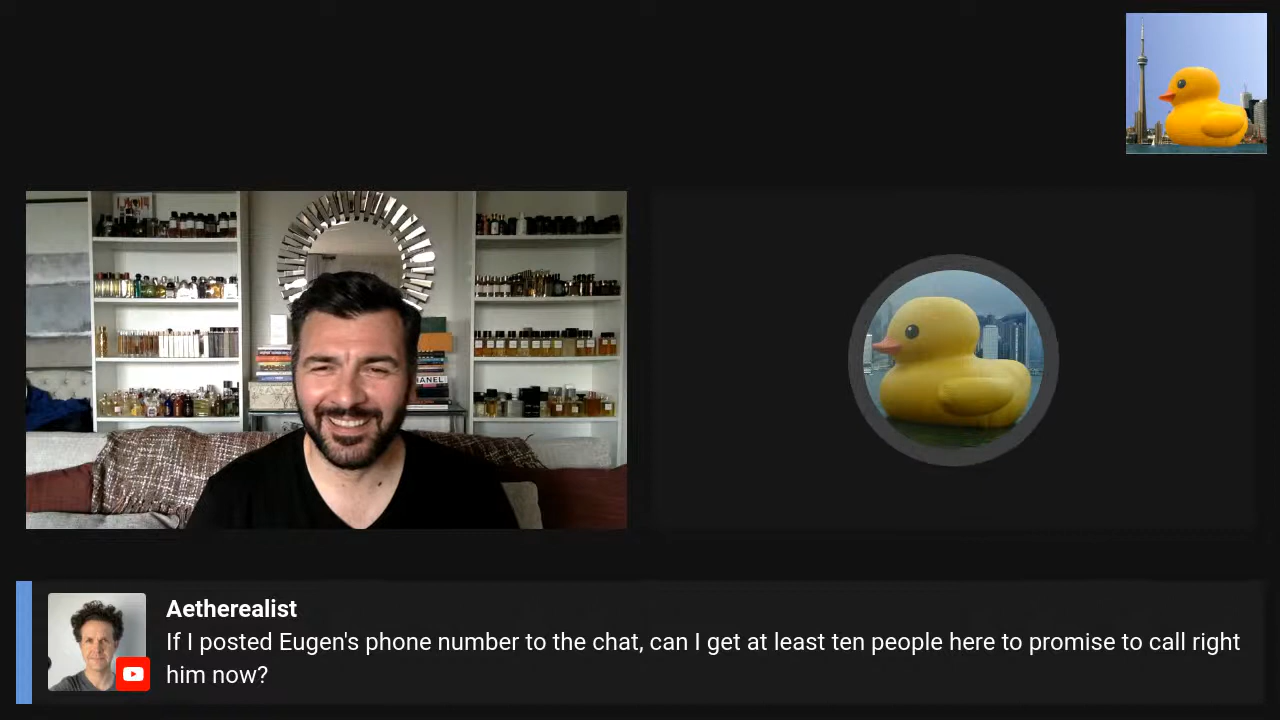 CHANEL
Aetherealist
If I posted Eugen's phone number to the chat, can I get at least ten people here to promise to call right
him now?